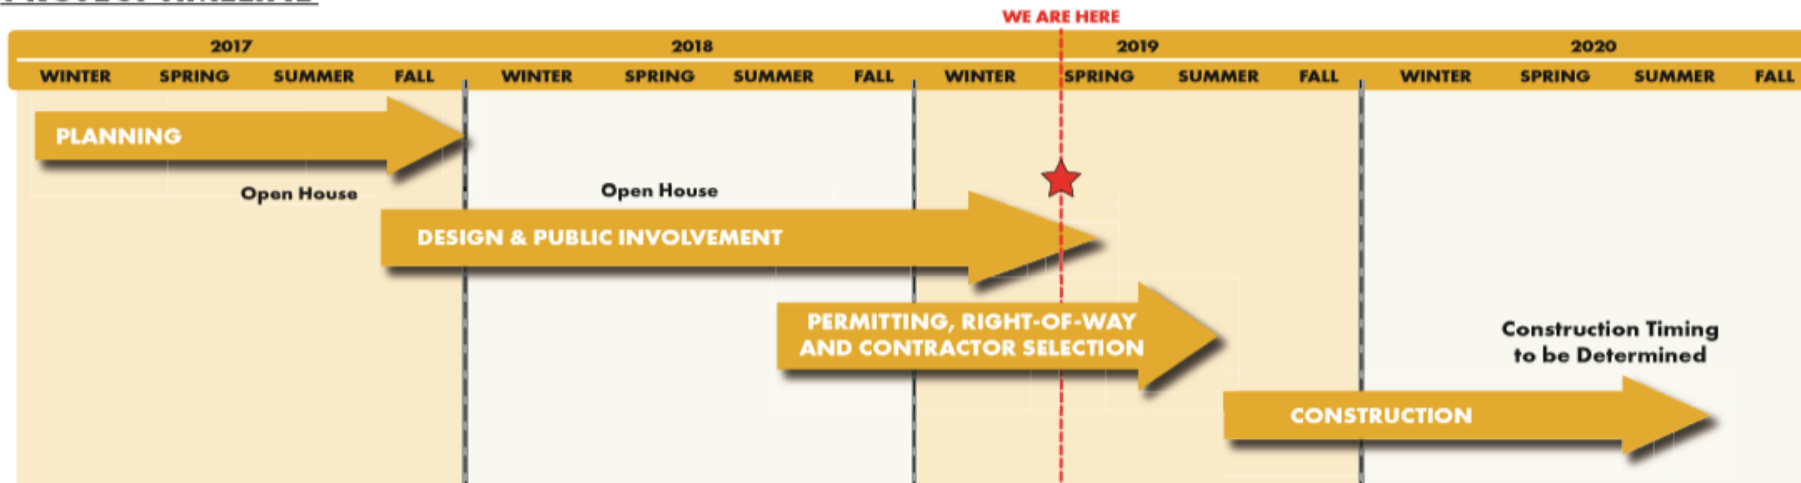 WE ARE HERE
2017 2018 2019 2020
WINTER SPRING SUMMER FALL WINTER SPRING SUMMER FALL WINTER SPRING SUMMER FALL WINTER SPRING SUMMER FALL
PLANNING
Open House Open House
DESIGN & PUBLIC INVOLVEMENT
PERMITTING, RIGHT-OF-WAY
AND CONTRACTOR SELECTION
Construction Timing
to be Determined
CONSTRUCTION